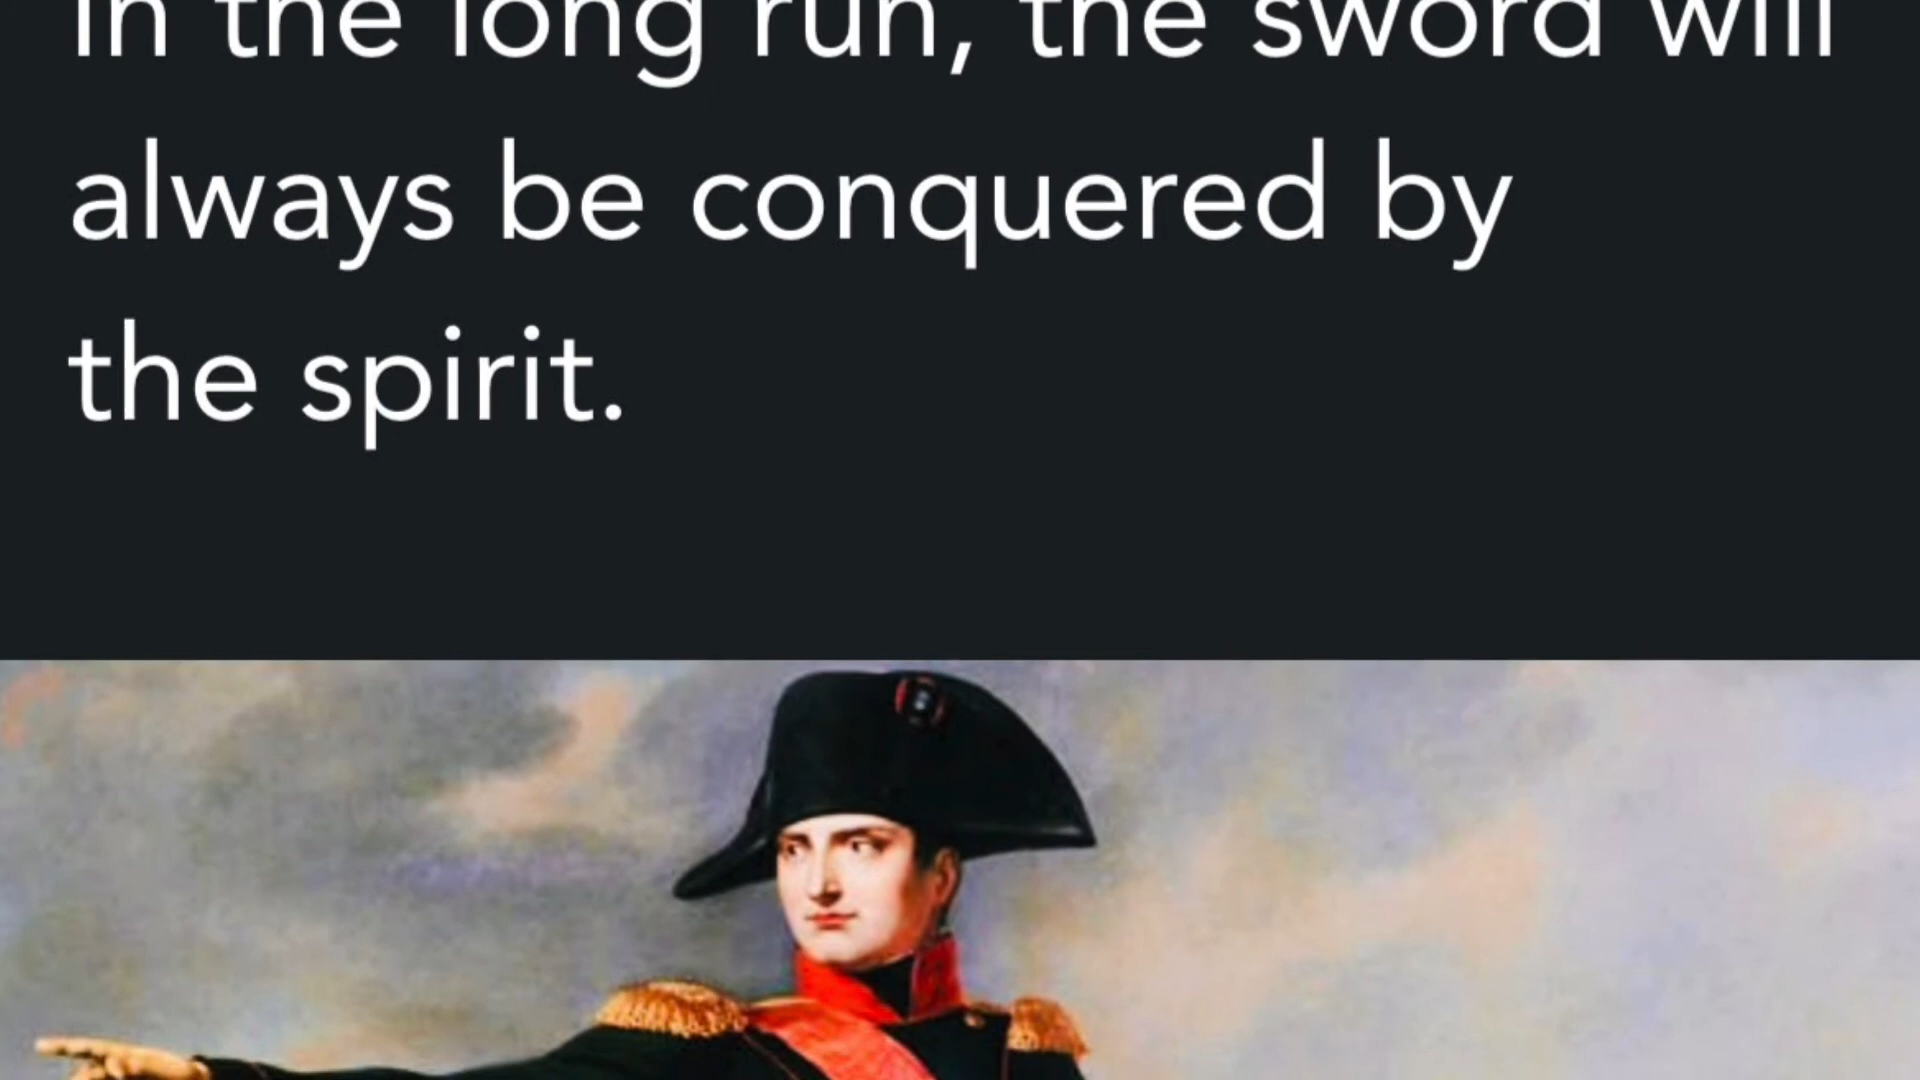 In the long run, the sword will
always be conquered by
the spirit.